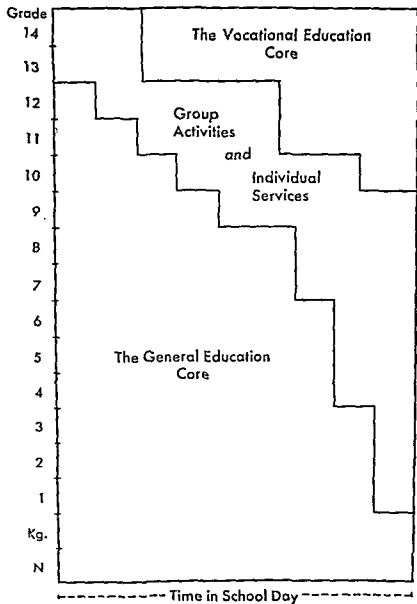 Grade
14
The Vocational Education
Core
13
12
Group
Activities
11
and
Individual
10
Services
9
8
7
6
5
The General Education
Core
4
3
2
1
Kg.
N
Time in School Day